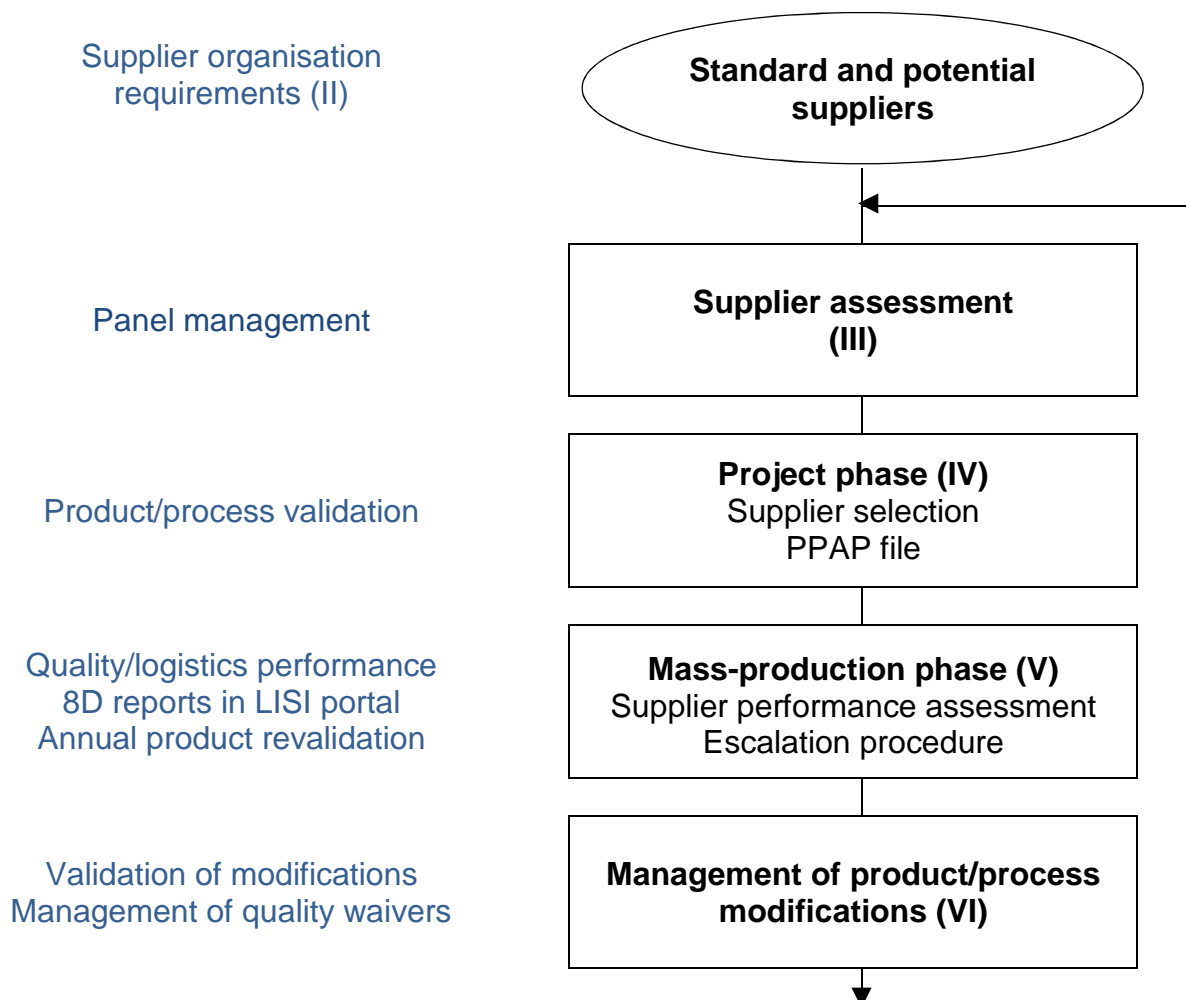 Supplier organisation
requirements (II)
Standard and potential
suppliers
Panel management
Supplier assessment
(III)
Product/process validation
Project phase (IV)
Supplier selection
PPAP file
Quality/logistics performance
8D reports in LISI portal
Annual product revalidation
Mass-production phase (V)
Supplier performance assessment
Escalation procedure
Validation of modifications
Management of quality waivers
Management of product/process
modifications (VI)